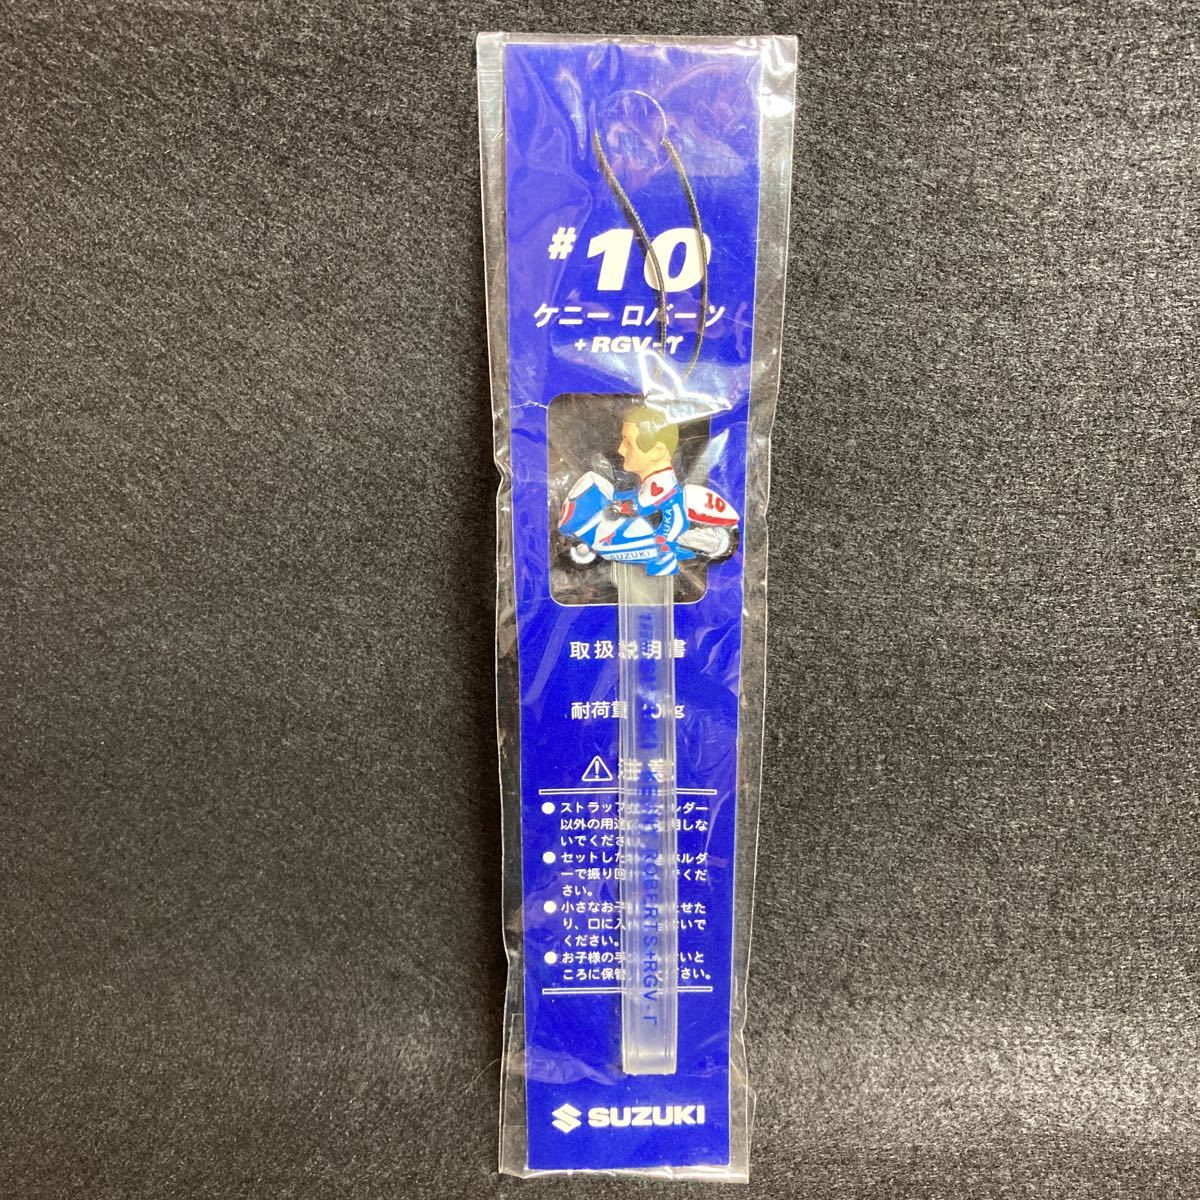 #10
ケニー ロバーツ
+ RGV-ϒ
10
SUZUKI
取扱説明書
耐荷重
注意
● ストラップ
以外の用途
いでください。
● セットした
ーで振り回
さい。
● 小さなお子
り、口に入
ください。
● お子様の手
ころに保管
ROBERTS+RGV-Γ
SUZUKI